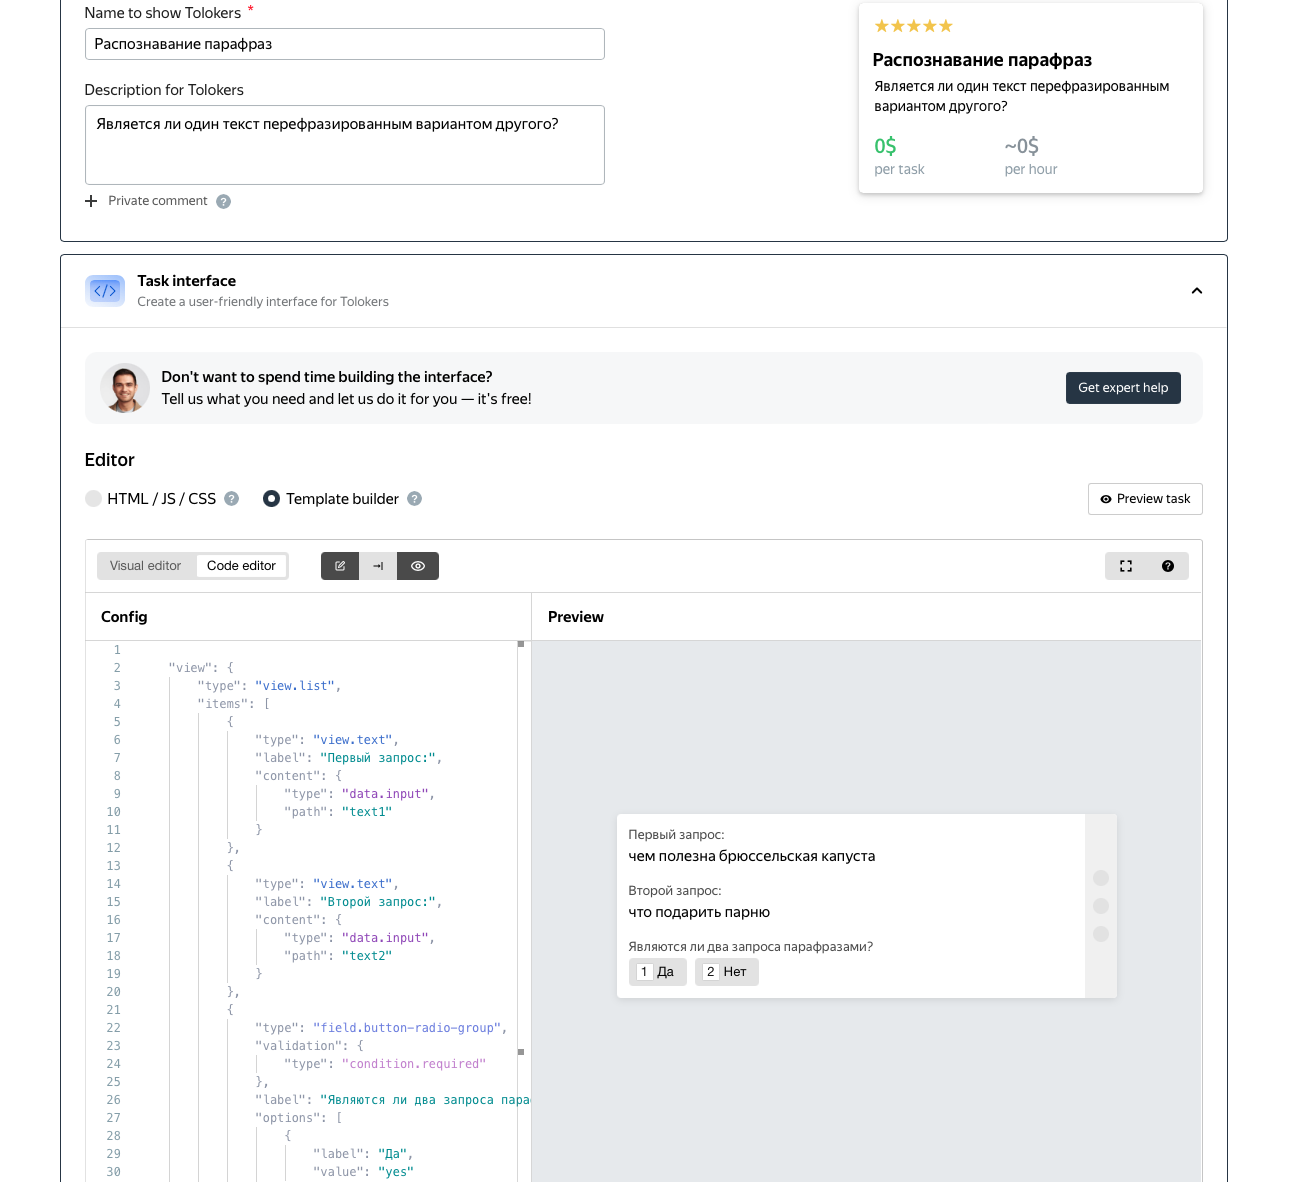 Name to show Tolokers *
Распознавание парафраз
Description for Tolokers
Является ли один текст перефразированным вариантом другого?
+ Private comment ?
Распознавание парафраз
Является ли один текст перефразированным
вариантом другого?
0$ ~0$
per task per hour
</> Task interface
Create a user-friendly interface for Tolokers
Don't want to spend time building the interface?
Tell us what you need and let us do it for you — it's free!
Get expert help
Editor
HTML / JS / CSS ? Template builder ? Preview task
Visual editor Code editor ?
Config Preview
1
2 "view": {
3 "type": "view.list",
4 "items": [
5 {
6 "type": "view.text",
7 "label": "Первый запрос:",
8 "content": {
9 "type": "data.input",
10 "path": "text1"
11 }
12 },
13 {
14 "type": "view.text",
15 "label": "Второй запрос:",
16 "content": {
17 "type": "data.input",
18 "path": "text2"
19 }
20 },
21 {
22 "type": "field.button-radio-group",
23 "validation": {
24 "type": "condition.required"
25 },
26 "label": "Являются ли два запроса пара
27 "options": [
28 {
29 "label": "Да",
30 "value": "yes"
Первый запрос:
чем полезна брюссельская капуста
Второй запрос:
что подарить парню
Являются ли два запроса парафразами?
1 Да 2 Нет